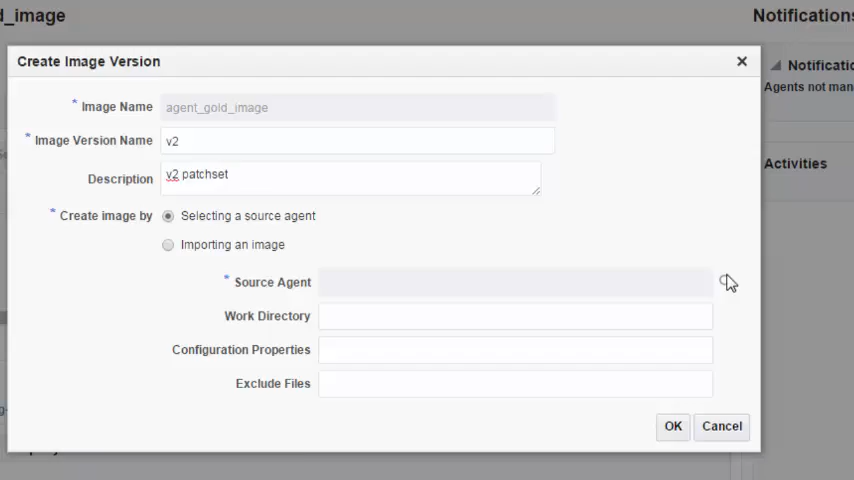 d_image
Notifications
Create Image Version
Notificatio
Agents not man
* Image Name agent_gold_image
* Image Version Name v2
Description v2 patchset
Activities
* Create image by Selecting a source agent
Importing an image
* Source Agent
Work Directory
Configuration Properties
Exclude Files
OK Cancel